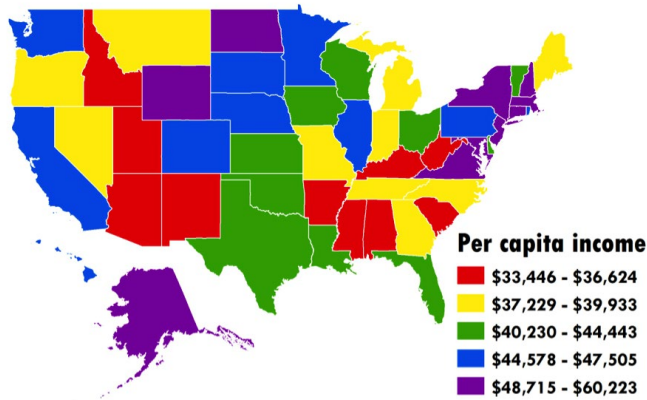 Per capita income
$33,446 - $36,624
$37,229 - $39,933
$40,230 - $44,443
$44,578 - $47,505
$48,715 - $60,223